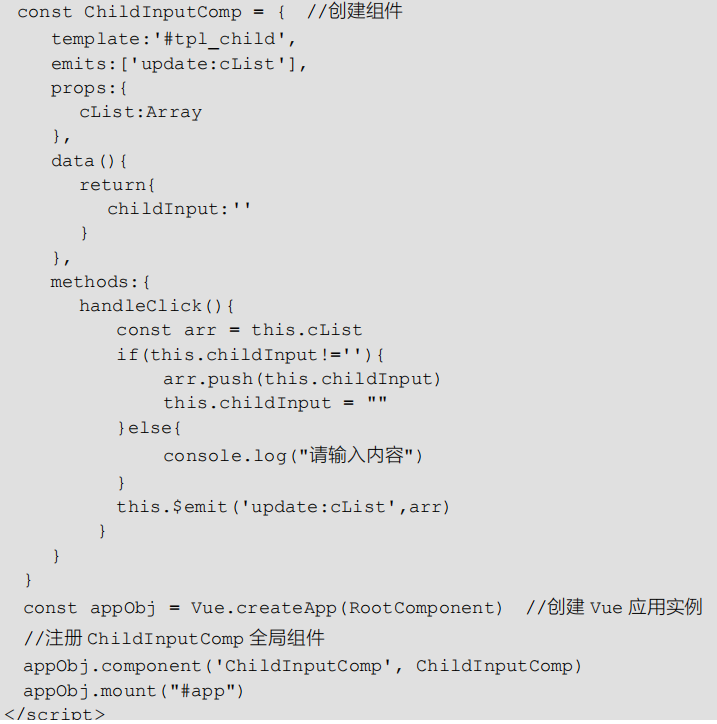 const ChildInputComp = {  //创建组件
template:'#tpl_child',
emits:['update:cList'],
props:{
cList:Array
},
data(){
return{
childInput:''
}
},
methods:{
handleClick(){
const arr = this.cList
if(this.childInput!=''){
arr.push(this.childInput)
this.childInput = ""
}else{
console.log("请输入内容")
}
this.$emit('update:cList',arr)
}
}
}
const appObj = Vue.createApp(RootComponent)  //创建 Vue 应用实例
//注册 ChildInputComp 全局组件
appObj.component('ChildInputComp', ChildInputComp)
appObj.mount("#app")
</script>